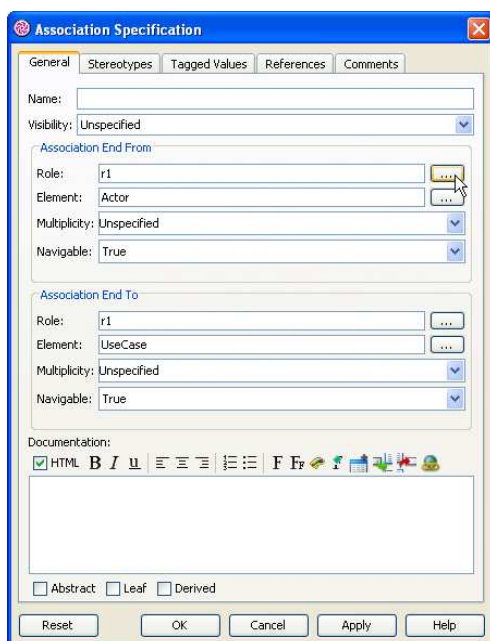 Association Specification
General Stereotypes Tagged Values References Comments
Name:
Visibility: Unspecified
Association End From
Role: r1 ...
Element: Actor ...
Multiplicity: Unspecified
Navigable: True
Association End To
Role: r1 ...
Element: UseCase ...
Multiplicity: Unspecified
Navigable: True
Documentation:
HTML B I u F FF
Abstract Leaf Derived
Reset OK Cancel Apply Help